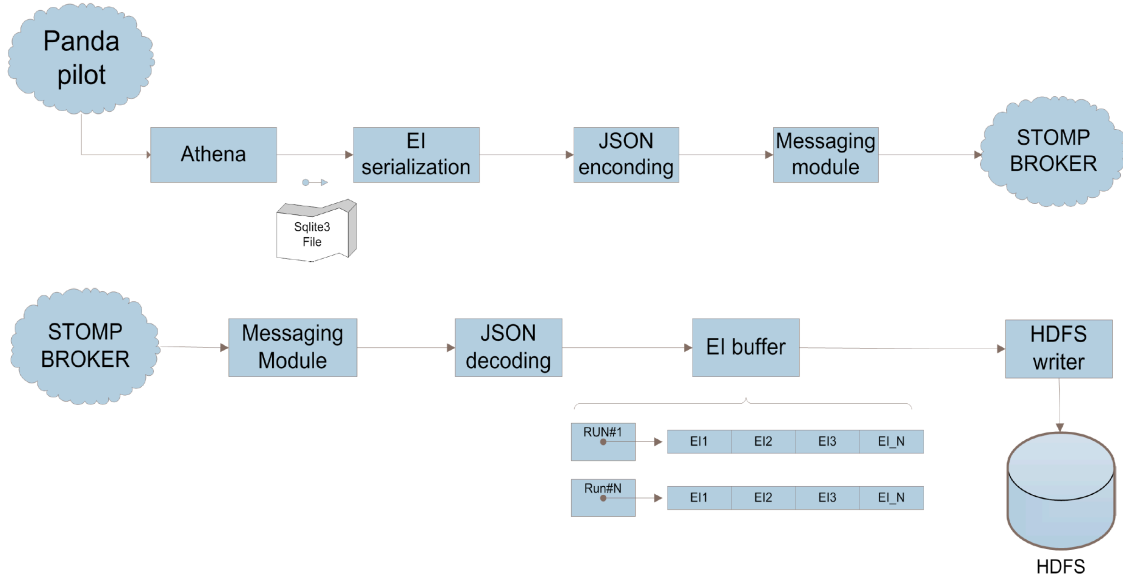 Panda
pilot
Athena
EI
serialization
JSON
enconding
Messaging
module
STOMP
BROKER
Sqlite3
File
STOMP
BROKER
Messaging
Module
JSON
decoding
EI buffer
HDFS
writer
RUN#1
EI1 EI2 EI3 EI_N
Run#N
EI1 EI2 EI3 EI_N
HDFS